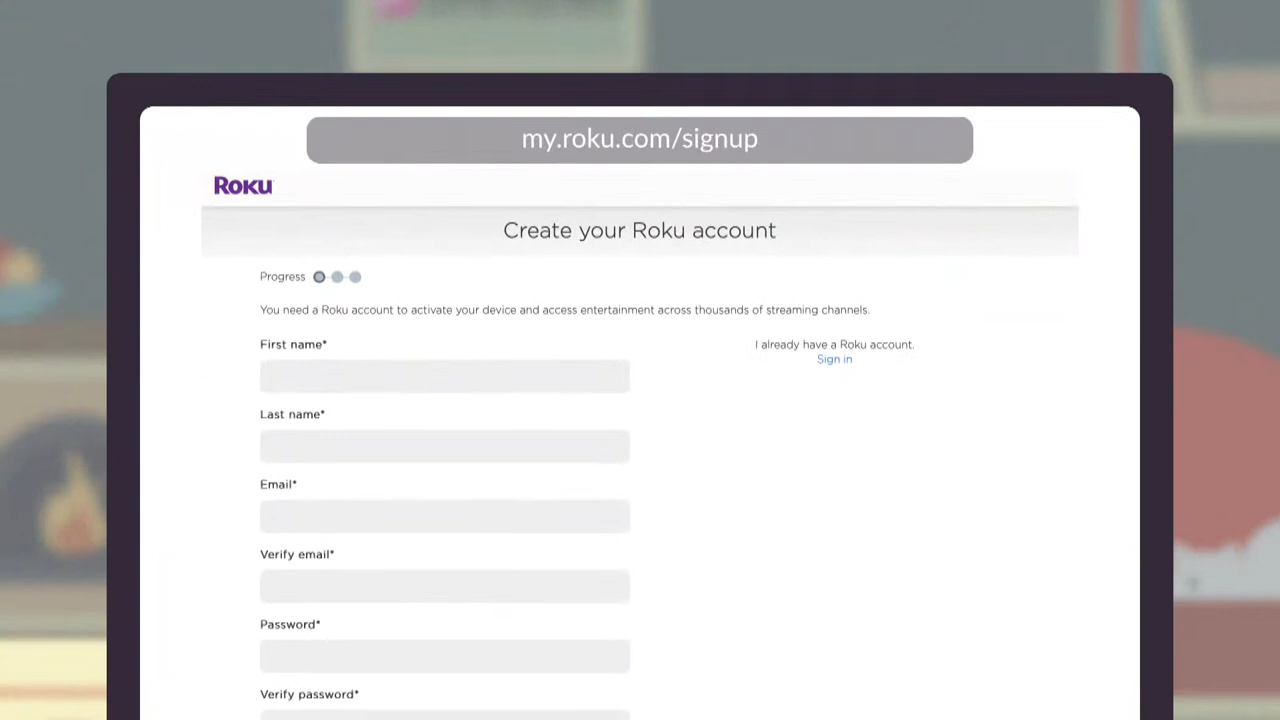 my.roku.com/signup
Roku
Create your Roku account
Progress
You need a Roku account to activate your device and access entertainment across thousands of streaming channels.
First name*
I already have a Roku account.
Sign in
Last name*
Email*
Verify email*
Password*
Verify password*